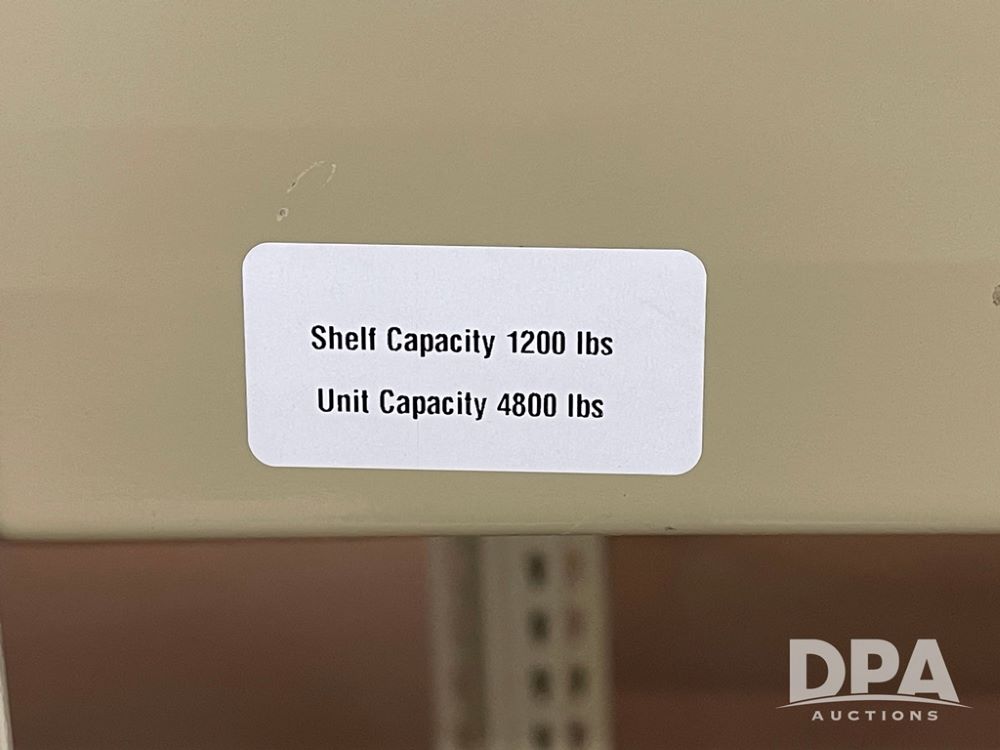 Shelf Capacity 1200 lbs
Unit Capacity 4800 lbs
DPA
AUCTIONS